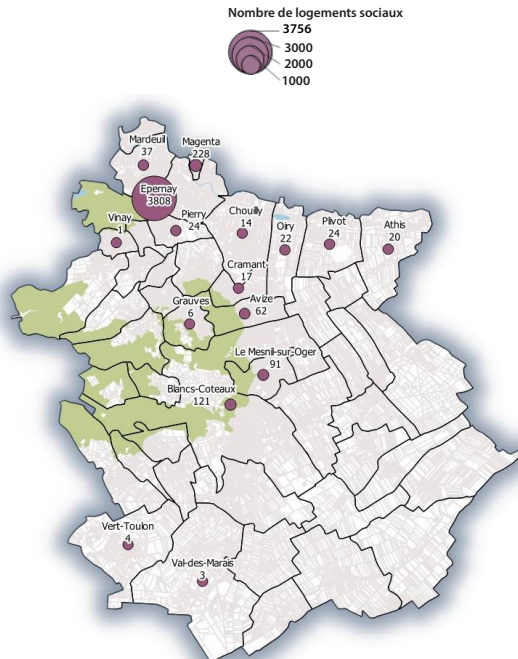 Nombre de logements sociaux
3756
3000
2000
1000
Mardeuil
37
Magenta
228
Epernay
3808
Vinay
1
Pierry
24
Chouilly
14
Oiry
22
Plivot
24
Athis
20
Cramant
17
Grauves
6
Avize
62
Le Mesnil-sur-Oger
91
Blancs-Coteaux
121
Vert-Toulon
4
Val-des-Marais
3